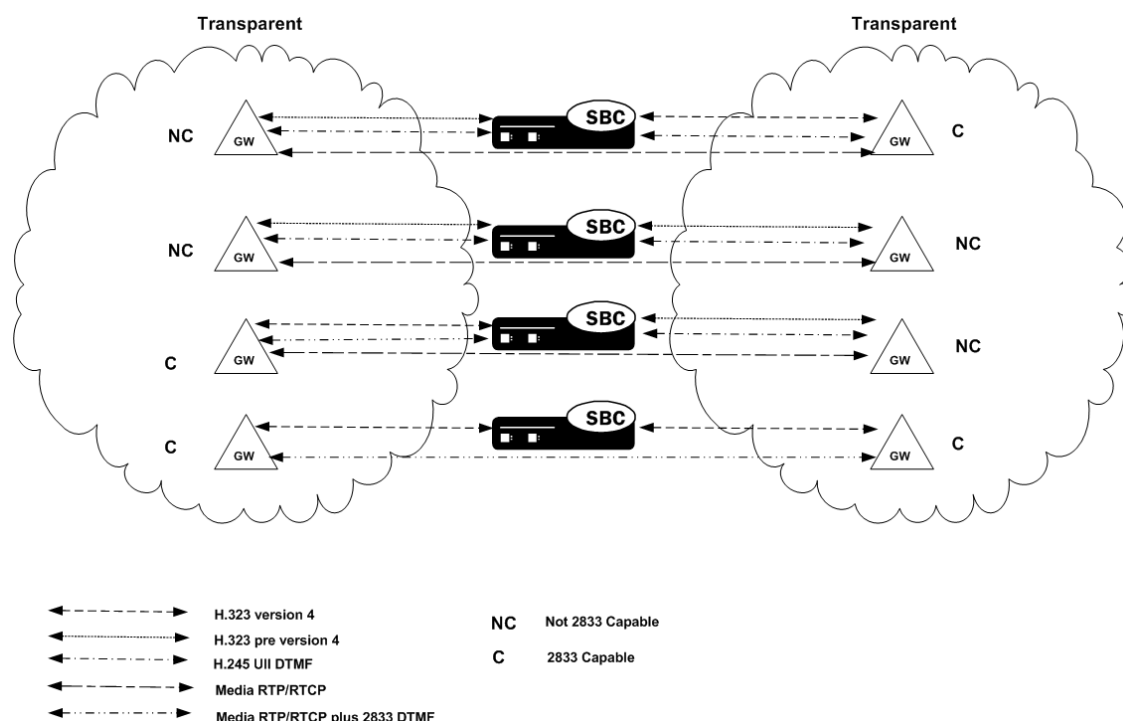 Transparent
Transparent
NC
GW
SBC
GW
C
NC
GW
SBC
GW
NC
C
GW
SBC
GW
NC
C
GW
SBC
GW
C
H.323 version 4
H.323 pre version 4
H.245 UII DTMF
Media RTP/RTCP
Media RTP/RTCP plus 2833 DTMF
NC Not 2833 Capable
C 2833 Capable